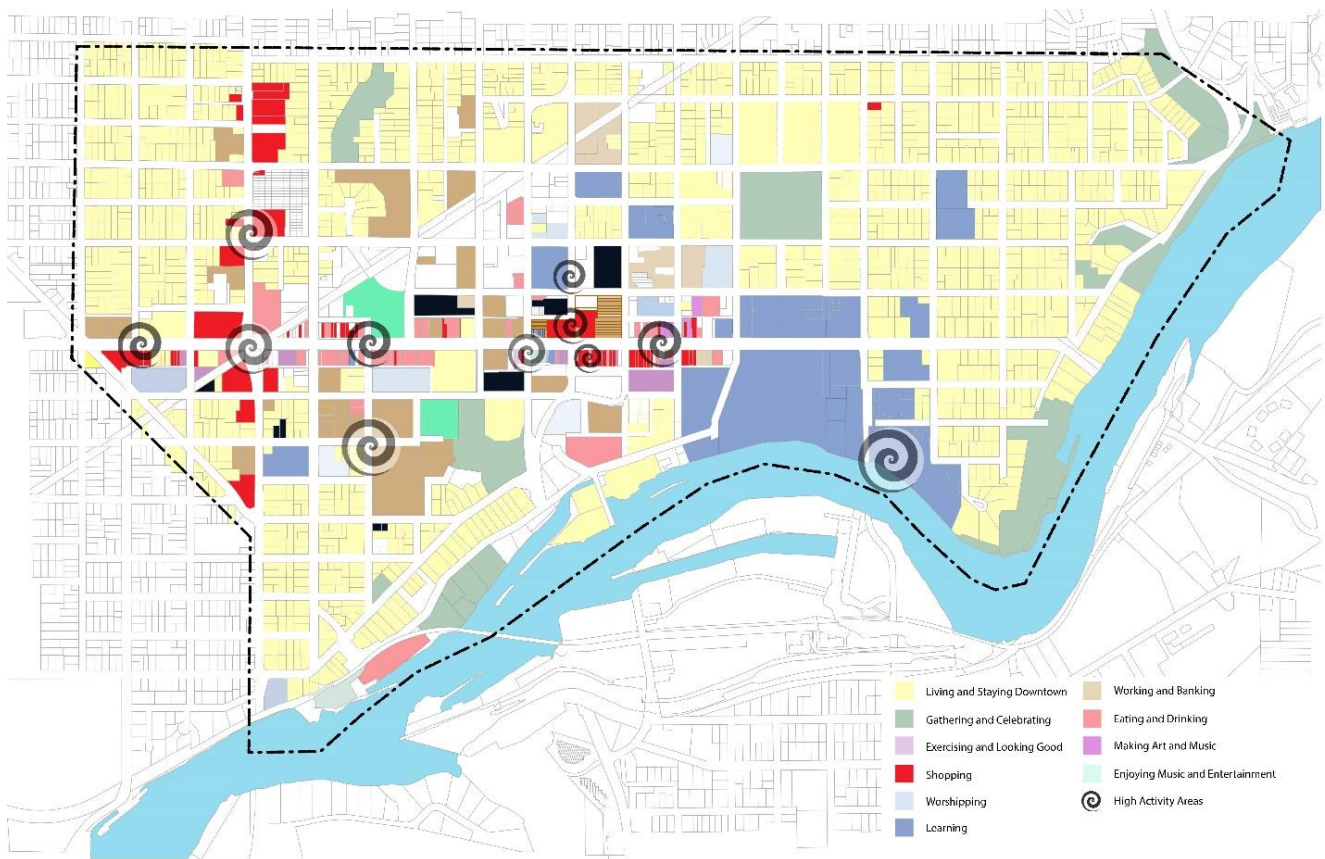 Living and Staying Downtown
Gathering and Celebrating
Exercising and Looking Good
Shopping
Worshipping
Learning
Working and Banking
Eating and Drinking
Making Art and Music
Enjoying Music and Entertainment
High Activity Areas